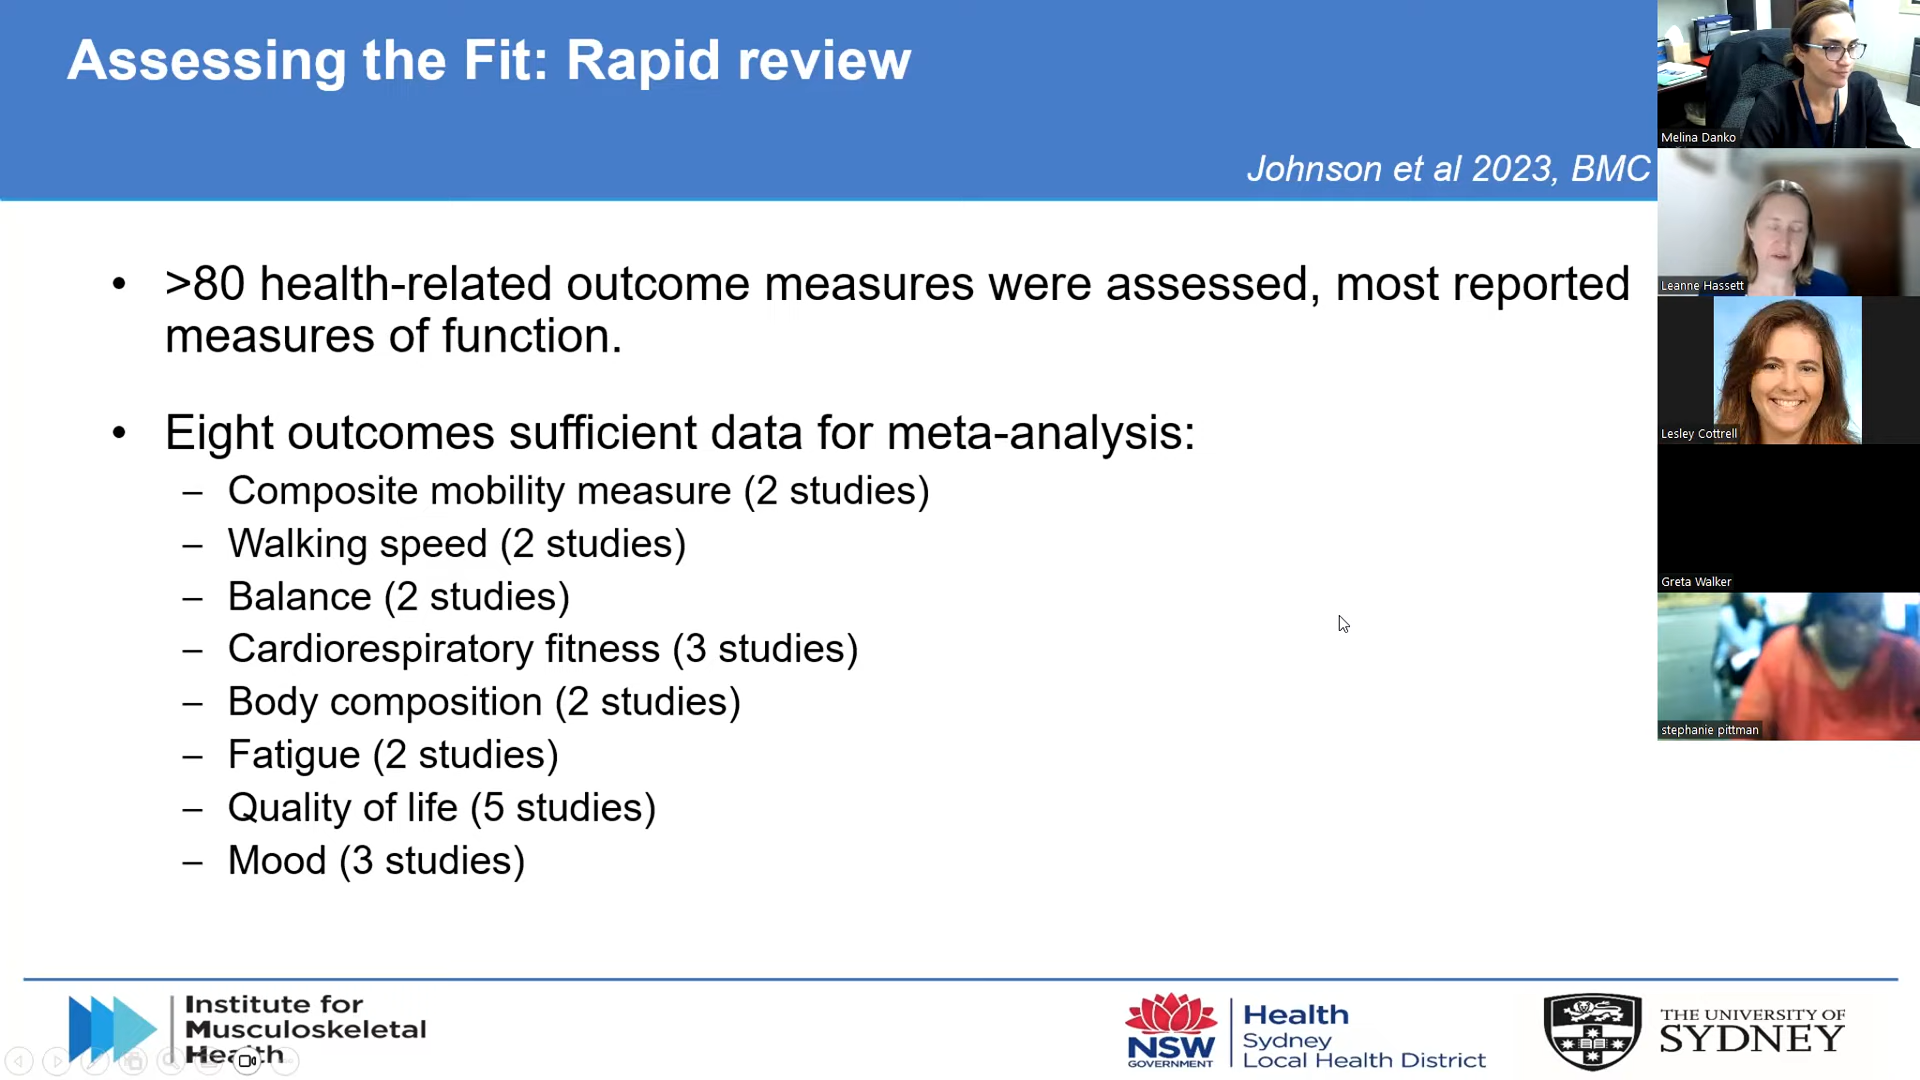 Assessing the Fit: Rapid review
Johnson et al 2023, BMC
• >80 health-related outcome measures were assessed, most reported
measures of function.
• Eight outcomes sufficient data for meta-analysis:
– Composite mobility measure (2 studies)
– Walking speed (2 studies)
– Balance (2 studies)
– Cardiorespiratory fitness (3 studies)
– Body composition (2 studies)
– Fatigue (2 studies)
– Quality of life (5 studies)
– Mood (3 studies)
Melina Danko
Leanne Hassett
Lesley Cottrell
Greta Walker
stephanie pittman
Institute for
Musculoskeletal
Health
NSW
GOVERNMENT
Health
Sydney
Local Health District
THE UNIVERSITY OF
SYDNEY